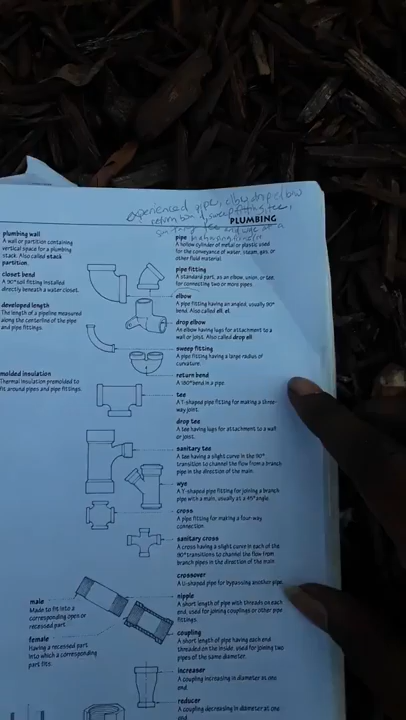 experienced pipe, elbow, drop elbow
return bend, sweep fitting, tee,
PLUMBING
plumbing wall
A wall or partition containing
vertical space for a plumbing
stack. Also called stack
partition.
closet bend
A 90° soil fitting installed
directly beneath a water closet.
developed length
The length of a pipeline measured
along the centerline of the pipe
and pipe fittings.
molded insulation
Thermal insulation premolded to
fit around pipes and pipe fittings.
male
Made to fit into a
corresponding open or
recessed part.
female
Having a recessed part
into which a corresponding
part fits.
pipe
A hollow cylinder of metal or plastic used
for the conveyance of water, steam, gas, or
other fluid material.
pipe fitting
A standard part, as an elbow, union, or tee,
for connecting two or more pipes.
elbow
A pipe fitting having an angled, usually 90°
bend. Also called ell, el.
drop elbow
An elbow having lugs for attachment to a
wall or joist. Also called drop ell.
sweep fitting
A pipe fitting having a large radius of
curvature.
return bend
A 180° bend in a pipe.
tee
A T-shaped pipe fitting for making a three-
way joint.
drop tee
A tee having lugs for attachment to a wall
or joist.
sanitary tee
A tee having a slight curve in the 90°
transition to channel the flow from a branch
pipe in the direction of the main.
wye
A Y-shaped pipe fitting for joining a branch
pipe with a main, usually at a 45° angle.
cross
A pipe fitting for making a four-way
connection.
sanitary cross
A cross having a slight curve in each of the
90° transitions to channel the flow from
branch pipes in the direction of the main.
crossover
A U-shaped pipe for bypassing another pipe.
nipple
A short length of pipe with threads on each
end, used for joining couplings or other pipe
fittings.
coupling
A short length of pipe having each end
threaded on the inside, used for joining two
pipes of the same diameter.
increaser
A coupling increasing in diameter at one
end.
reducer
A coupling decreasing in diameter at one
end.